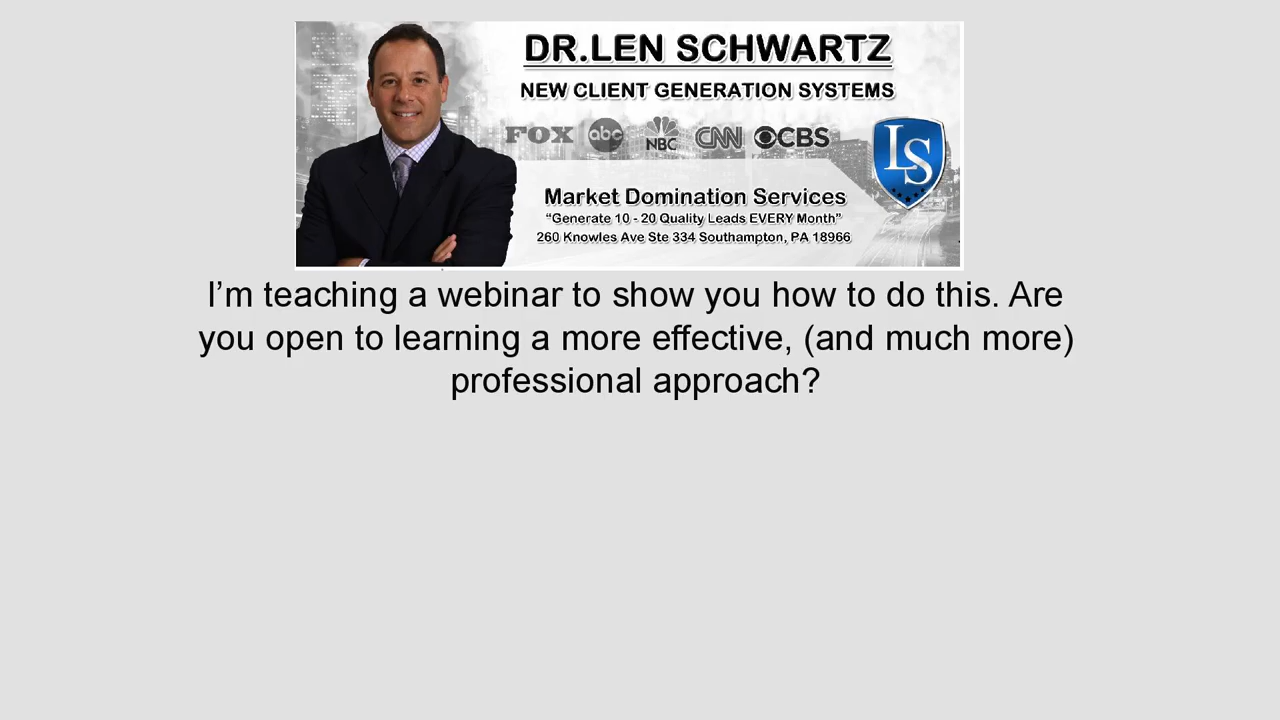 DR.LEN SCHWARTZ
NEW CLIENT GENERATION SYSTEMS
FOX abc NBC CNN CBS
LS
Market Domination Services
“Generate 10 - 20 Quality Leads EVERY Month”
260 Knowles Ave Ste 334 Southampton, PA 18966
I’m teaching a webinar to show you how to do this. Are
you open to learning a more effective, (and much more)
professional approach?